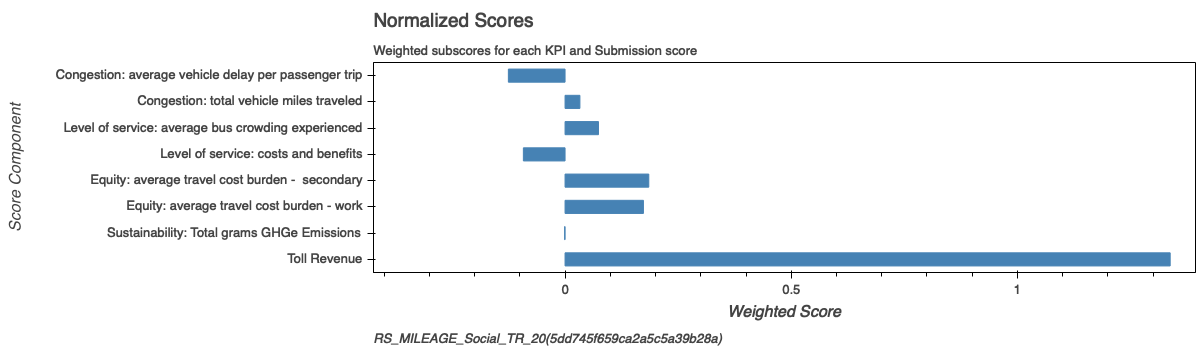 Normalized Scores
Weighted subscores for each KPI and Submission score
Score Component
Congestion: average vehicle delay per passenger trip
Congestion: total vehicle miles traveled
Level of service: average bus crowding experienced
Level of service: costs and benefits
Equity: average travel cost burden -  secondary
Equity: average travel cost burden - work
Sustainability: Total grams GHGe Emissions
Toll Revenue
0 0.5 1
Weighted Score
RS_MILEAGE_Social_TR_20(5dd745f659ca2a5c5a39b28a)